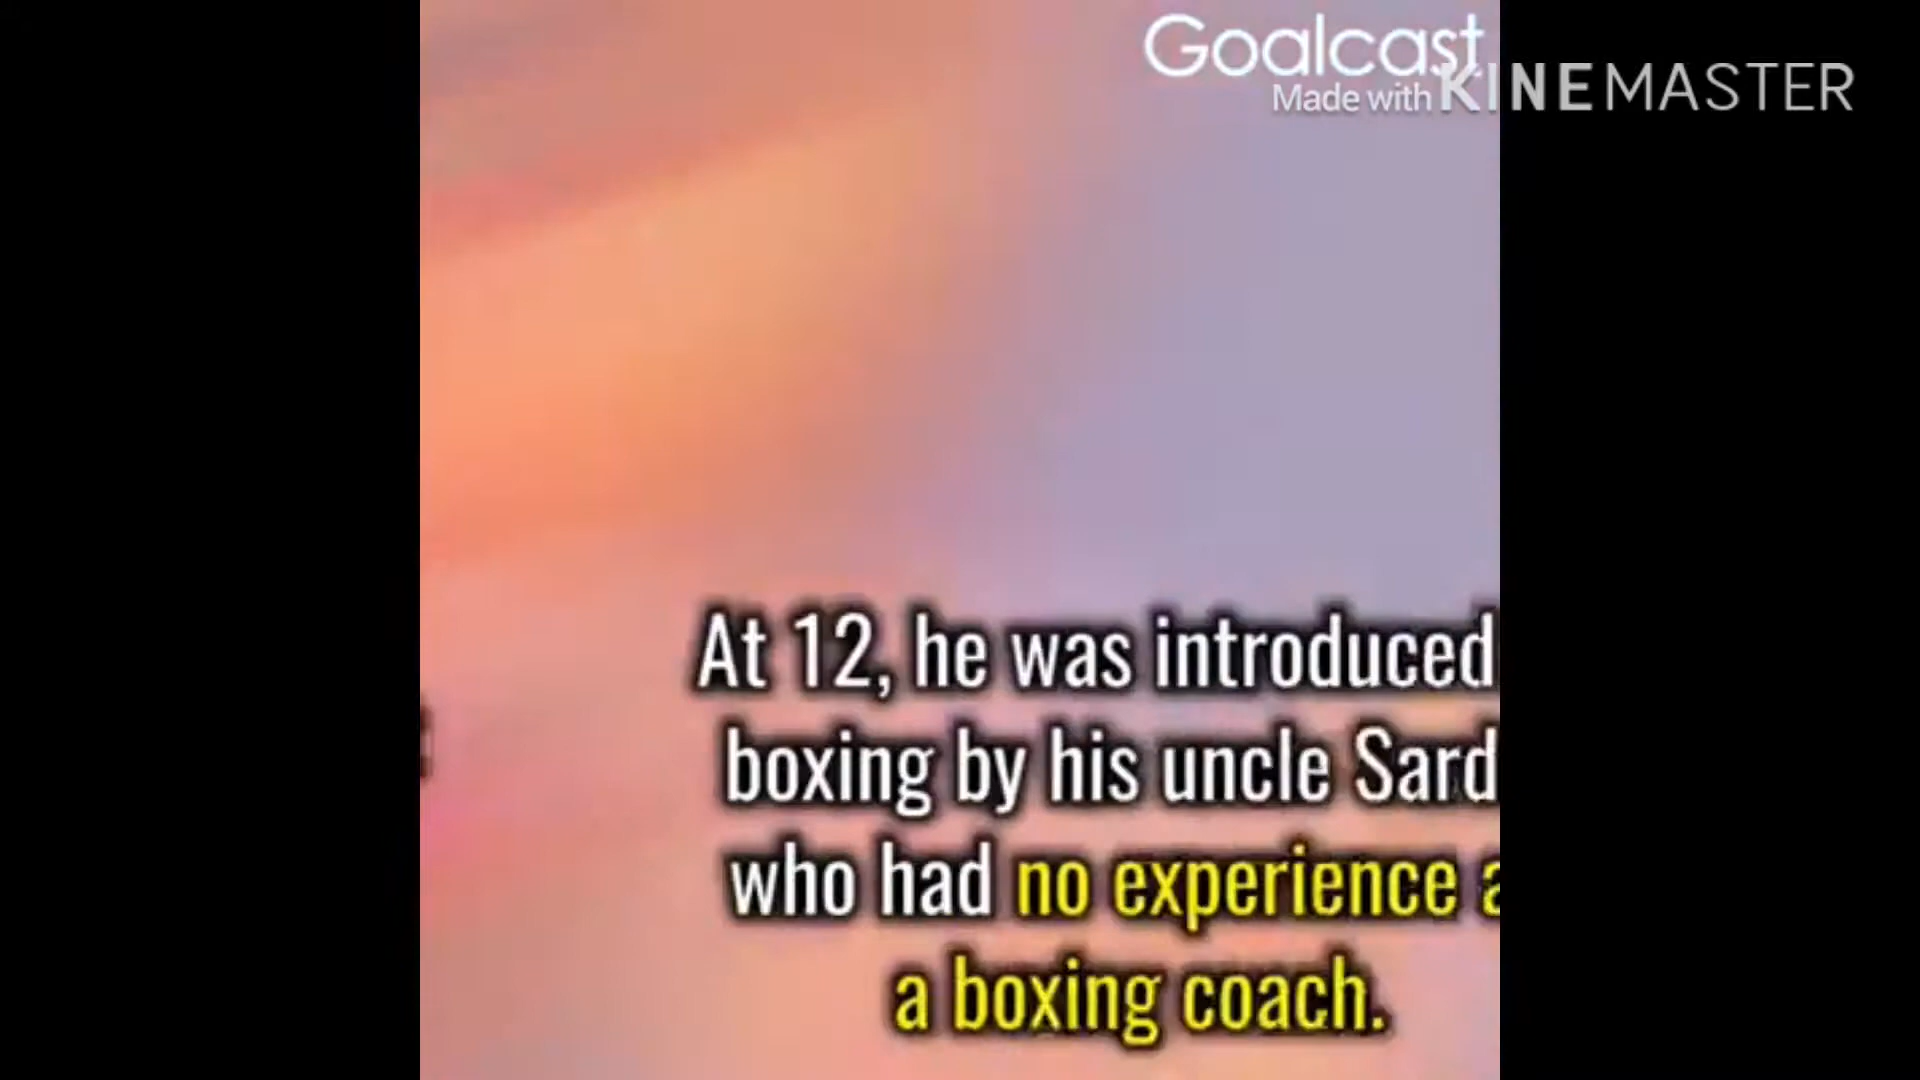 Goalcast
Made with KINEMASTER
At 12, he was introduced
boxing by his uncle Sard
who had no experience a
a boxing coach.